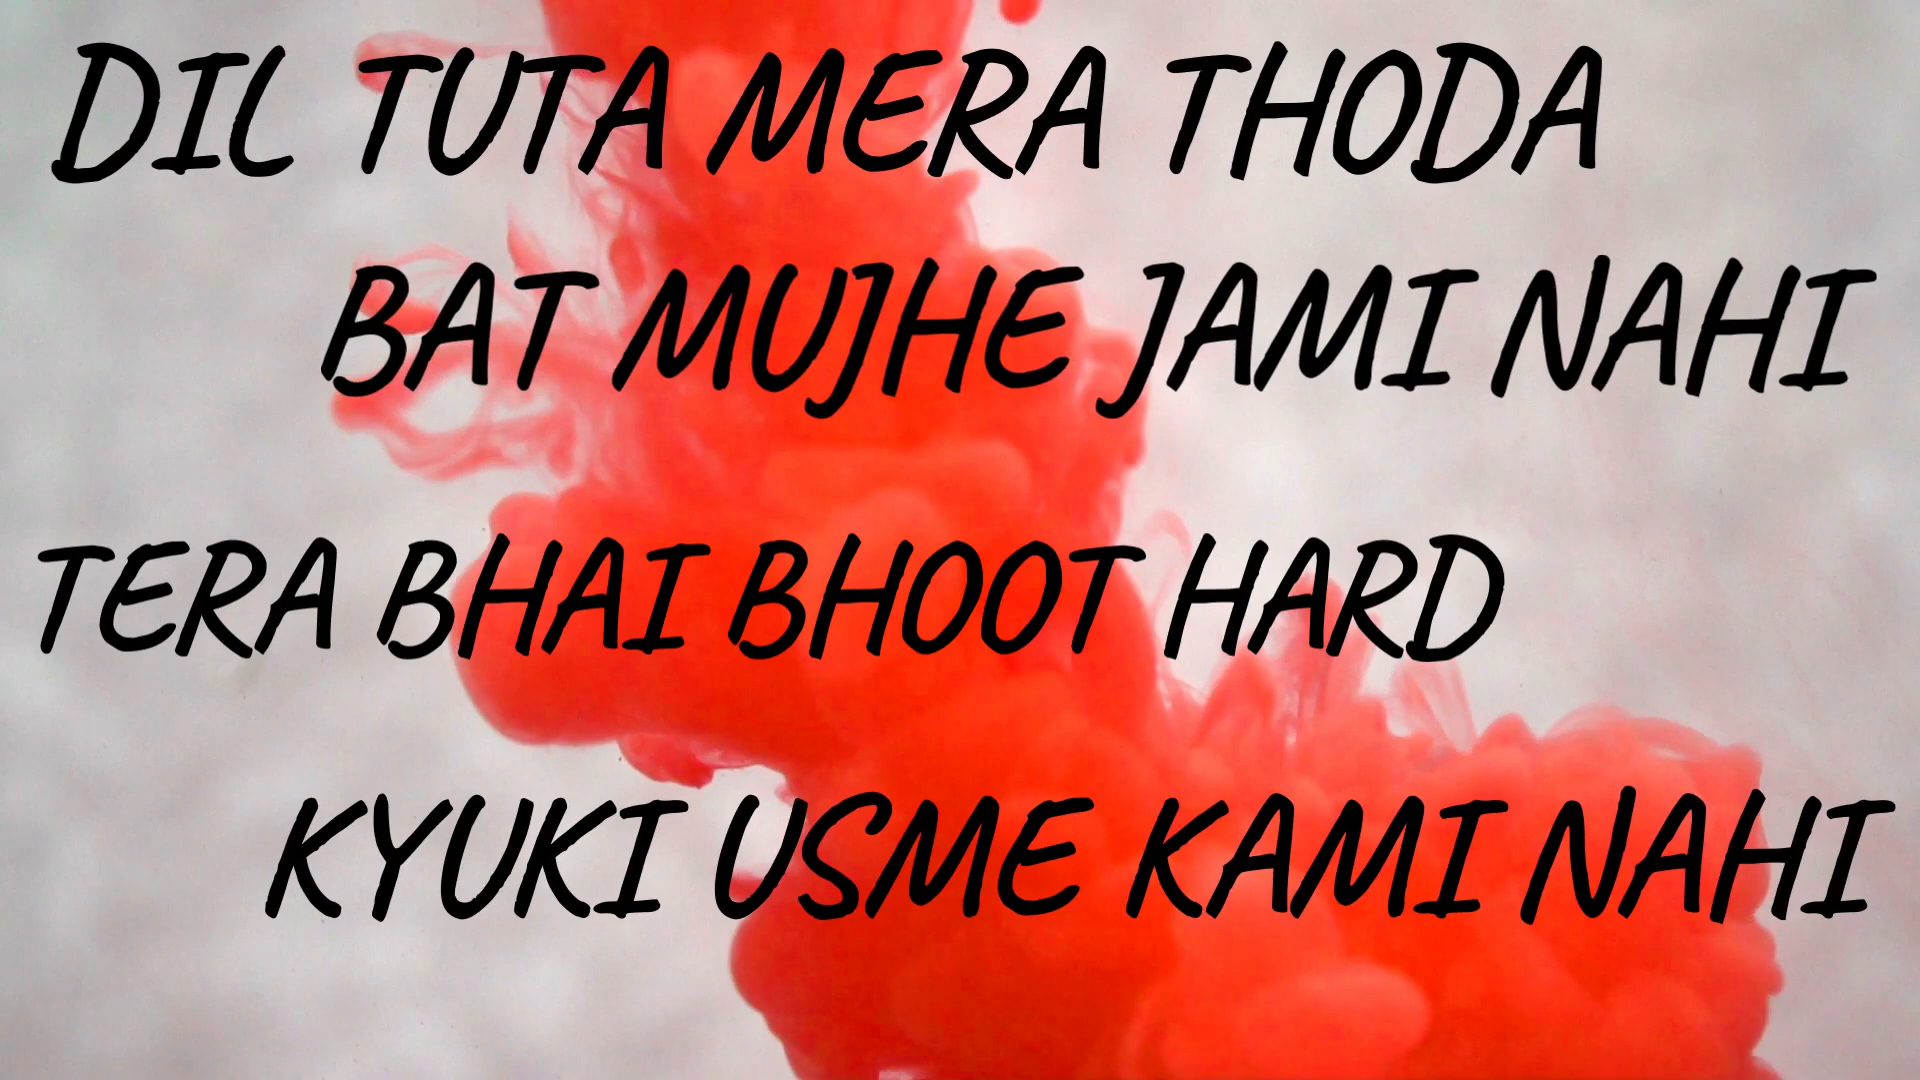 DIL TUTA MERA THODA
BAT MUJHE JAMI NAHI
TERA BHAI BHOOT HARD
KYUKI USME KAMI NAHI